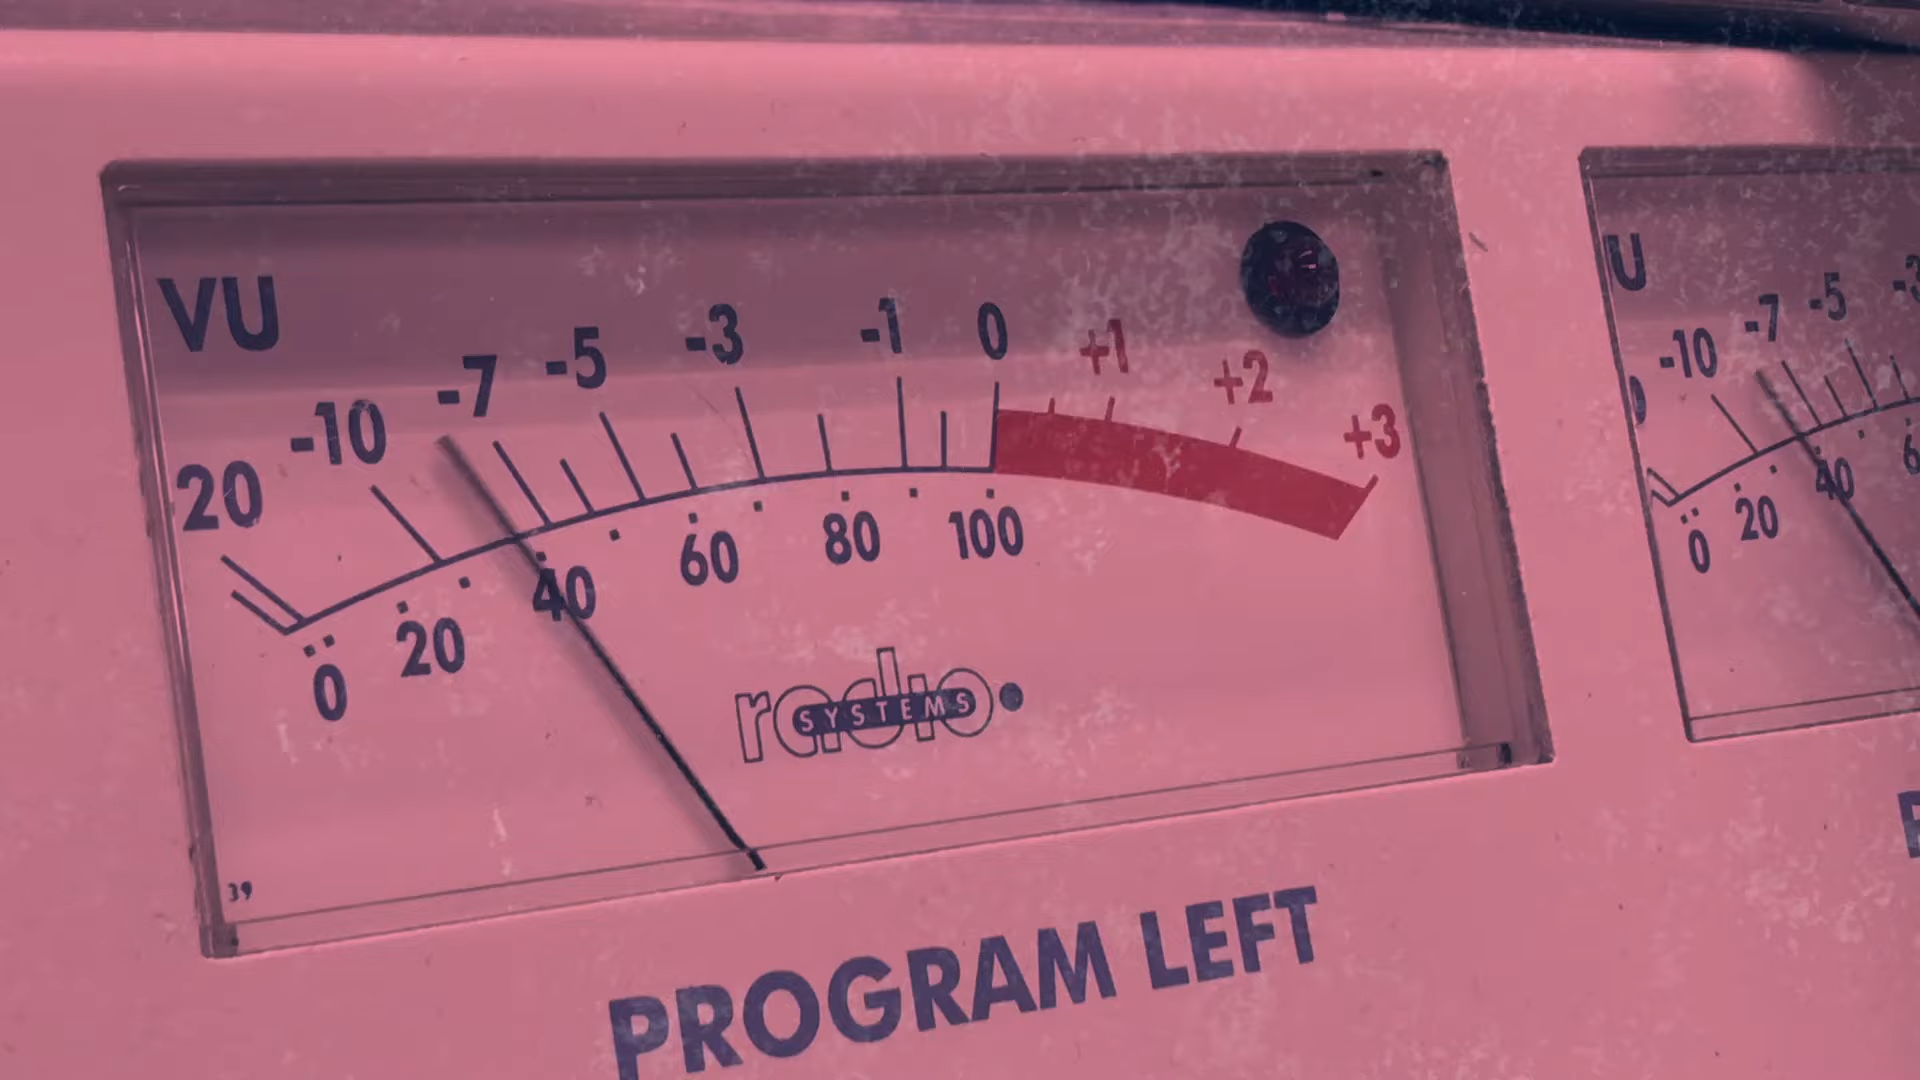 VU
20 -10 -7 -5 -3 -1 0 +1 +2 +3
0 20 40 60 80 100
radio
SYSTEMS
39
PROGRAM LEFT
U
-10 -7 -5
0 20 40